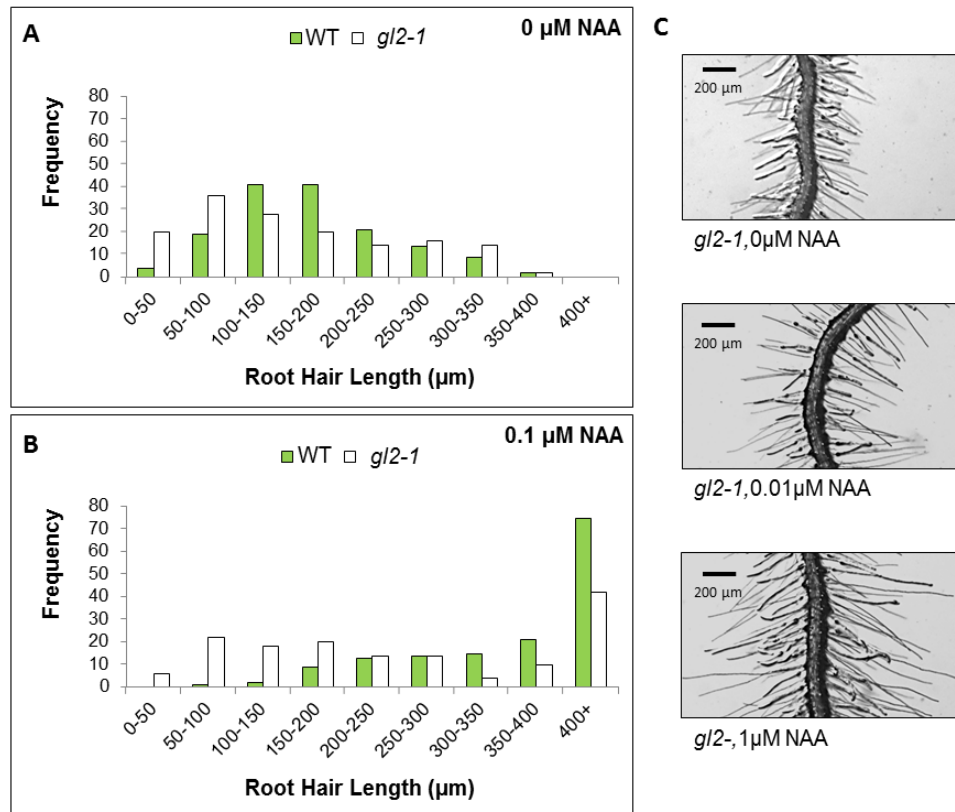 A
WT gl2-1
0 µM NAA
Frequency
80
70
60
50
40
30
20
10
0
0-50
50-100
100-150
150-200
200-250
250-300
300-350
350-400
400+
Root Hair Length (µm)
B
WT gl2-1
0.1 µM NAA
Frequency
80
70
60
50
40
30
20
10
0
0-50
50-100
100-150
150-200
200-250
250-300
300-350
350-400
400+
Root Hair Length (µm)
C
200 µm
gl2-1,0µM NAA
200 µm
gl2-1,0.01µM NAA
200 µm
gl2-,1µM NAA